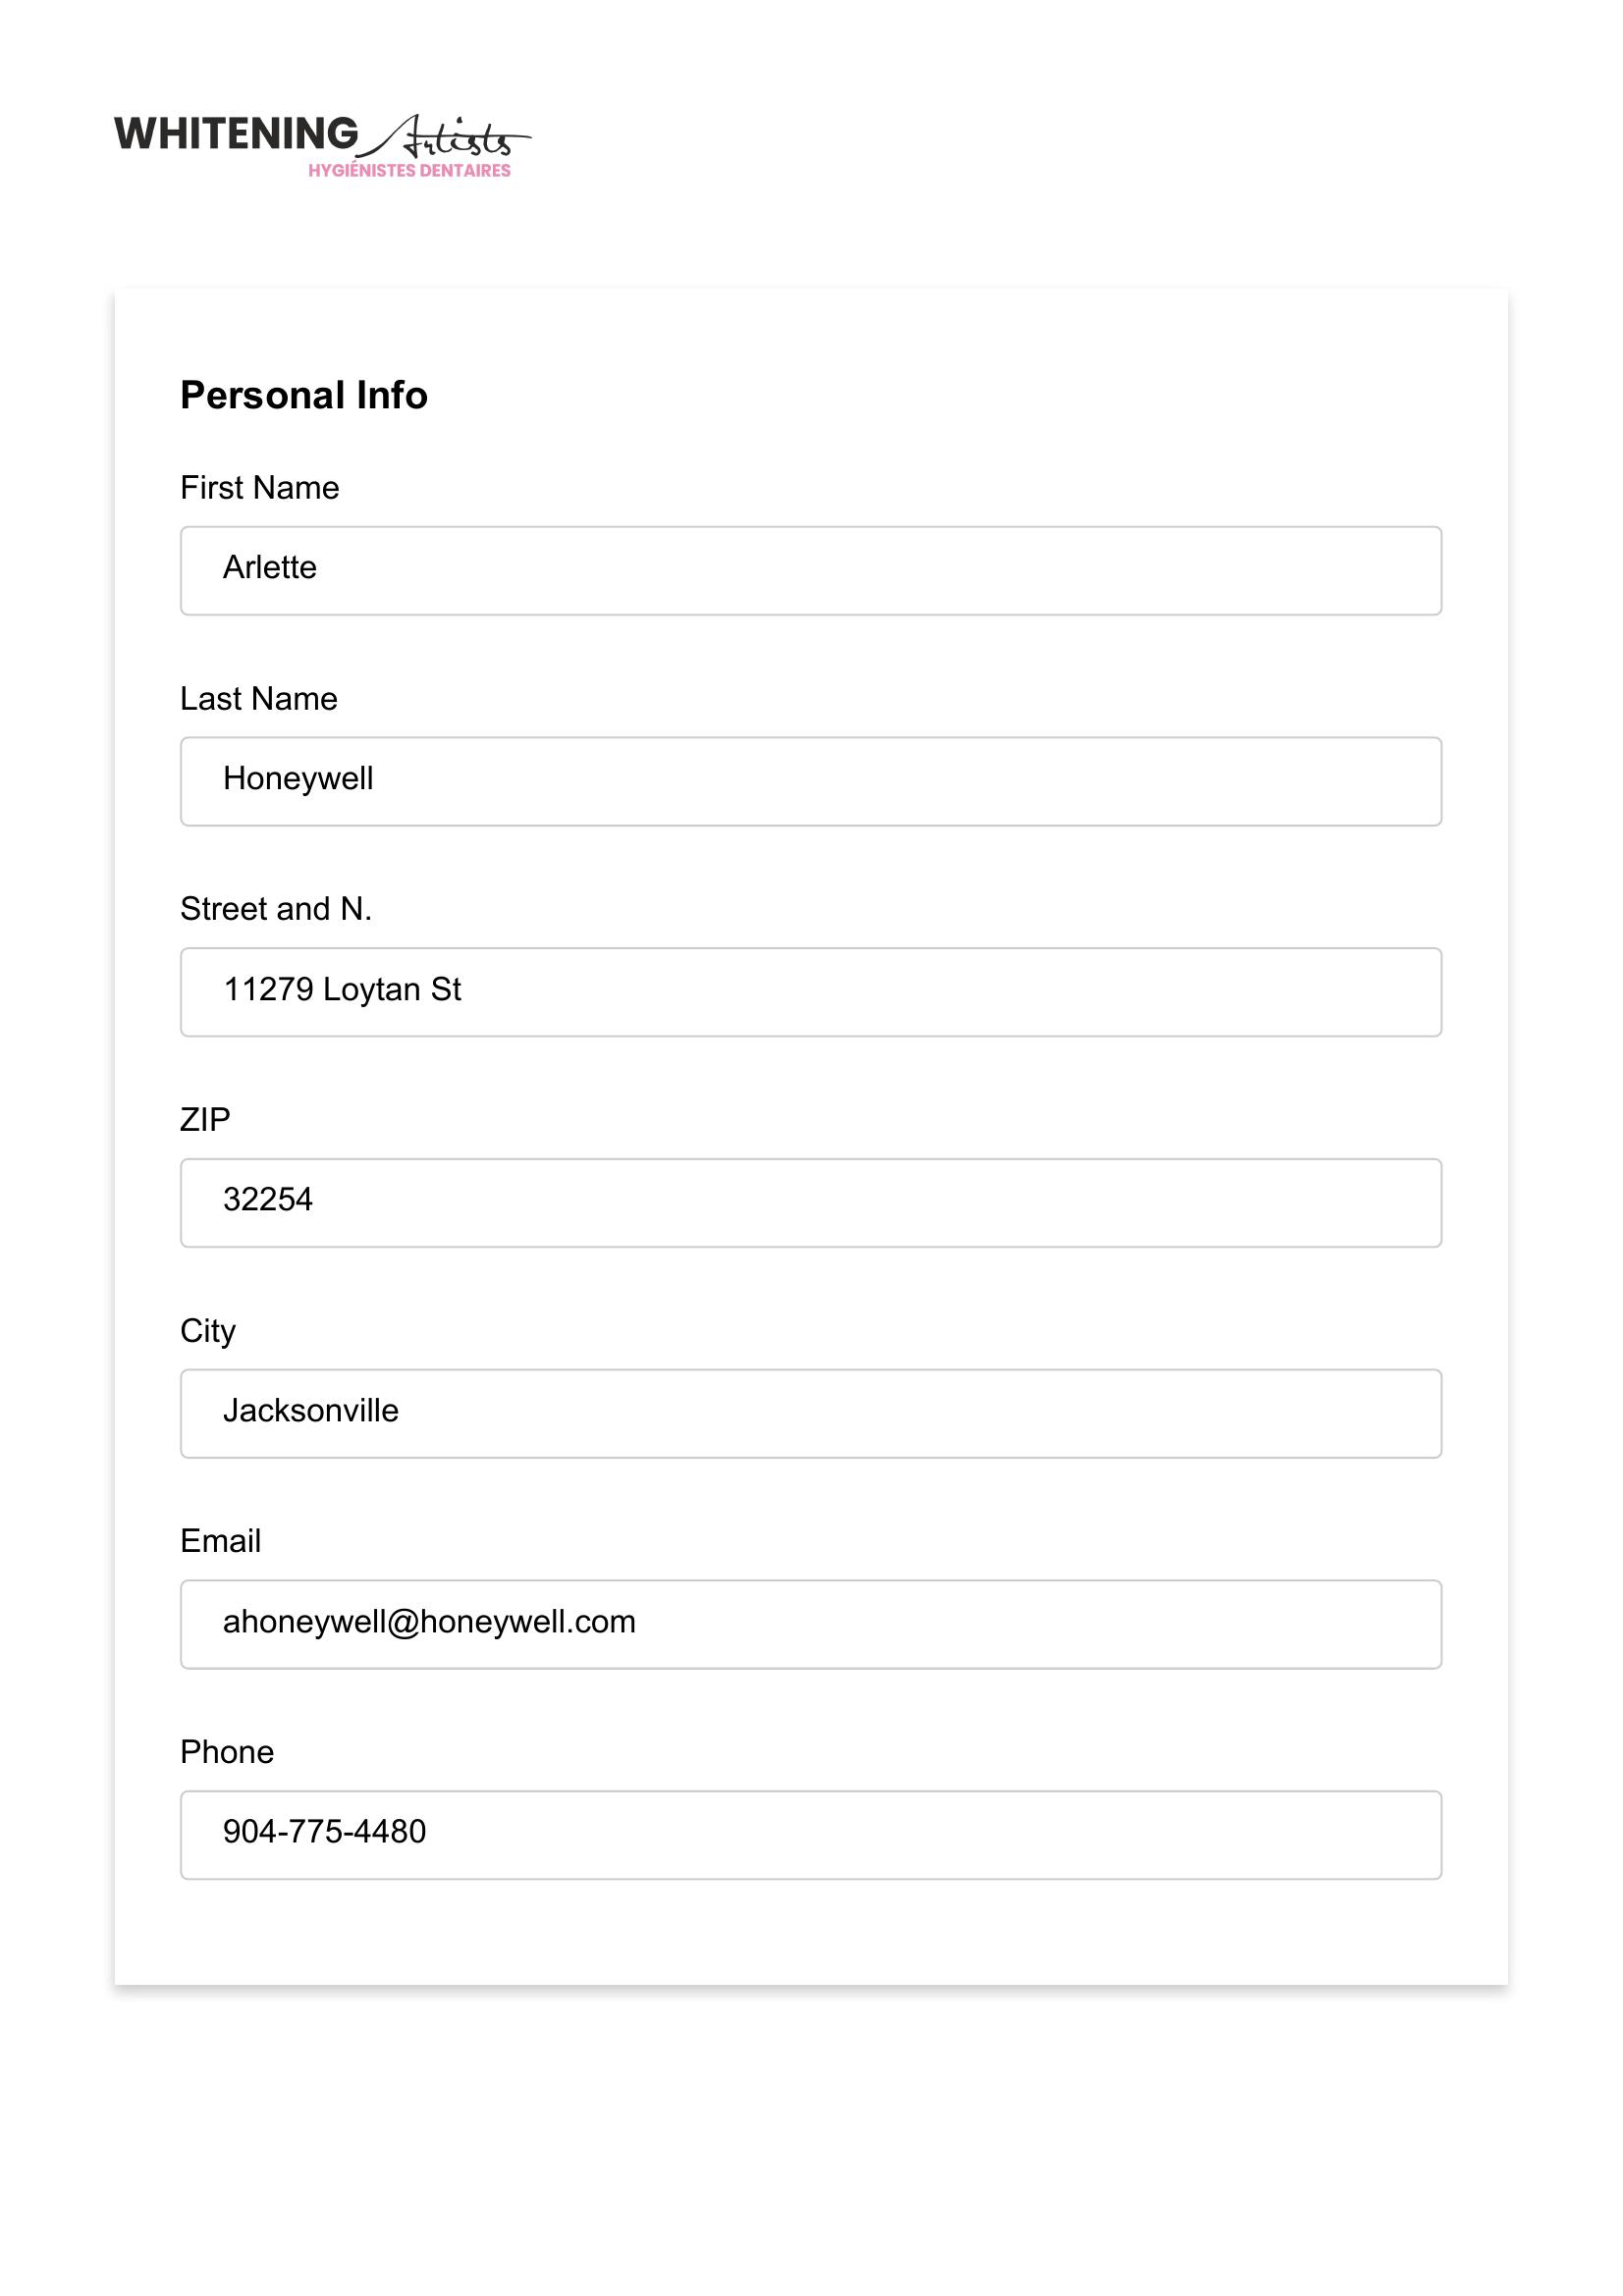 WHITENING Artists
HYGIÉNISTES DENTAIRES
Personal Info
First Name
Arlette
Last Name
Honeywell
Street and N.
11279 Loytan St
ZIP
32254
City
Jacksonville
Email
ahoneywell@honeywell.com
Phone
904-775-4480